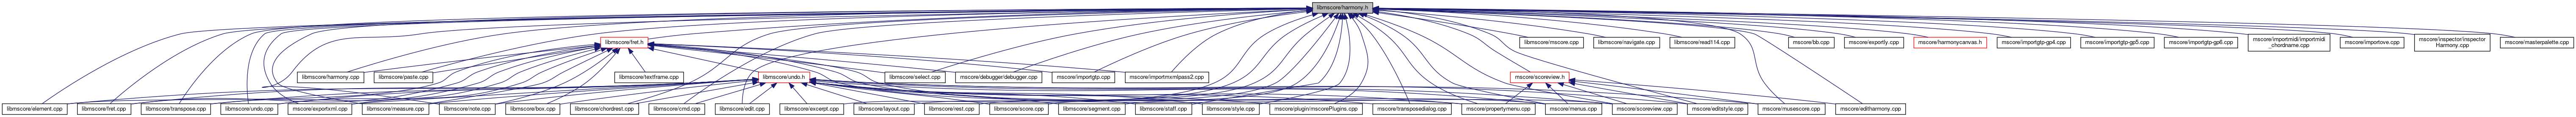 libmscore/harmony.h
libmscore/fret.h
libmscore/mscore.cpp
libmscore/navigate.cpp
libmscore/read114.cpp
mscore/bb.cpp
mscore/exportly.cpp
mscore/harmonycanvas.h
mscore/importgtp-gp4.cpp
mscore/importgtp-gp5.cpp
mscore/importgtp-gp6.cpp
mscore/importmidi/importmidi
_chordname.cpp
mscore/importove.cpp
mscore/inspector/inspector
Harmony.cpp
mscore/masterpalette.cpp
libmscore/harmony.cpp
libmscore/paste.cpp
libmscore/textframe.cpp
libmscore/undo.h
libmscore/select.cpp
mscore/debugger/debugger.cpp
mscore/importgtp.cpp
mscore/importmxmlpass2.cpp
mscore/scoreview.h
libmscore/element.cpp
libmscore/fret.cpp
libmscore/transpose.cpp
libmscore/undo.cpp
mscore/exportxml.cpp
libmscore/measure.cpp
libmscore/note.cpp
libmscore/box.cpp
libmscore/chordrest.cpp
libmscore/cmd.cpp
libmscore/edit.cpp
libmscore/excerpt.cpp
libmscore/layout.cpp
libmscore/rest.cpp
libmscore/score.cpp
libmscore/segment.cpp
libmscore/staff.cpp
libmscore/style.cpp
mscore/plugin/mscorePlugins.cpp
mscore/transposedialog.cpp
mscore/propertymenu.cpp
mscore/menus.cpp
mscore/scoreview.cpp
mscore/editstyle.cpp
mscore/musescore.cpp
mscore/editharmony.cpp